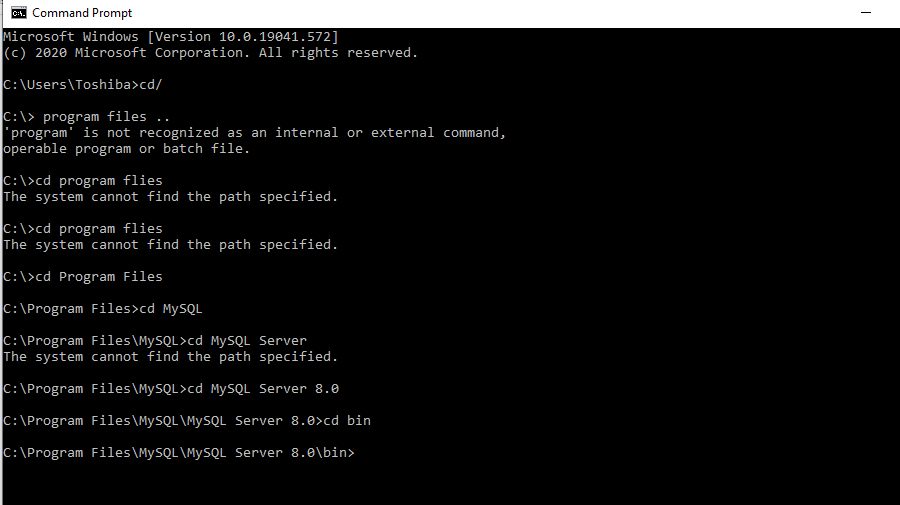 Command Prompt
Microsoft Windows [Version 10.0.19041.572]
(c) 2020 Microsoft Corporation. All rights reserved.
C:\Users\Toshiba>cd/
C:\> program files ..
'program' is not recognized as an internal or external command,
operable program or batch file.
C:\>cd program flies
The system cannot find the path specified.
C:\>cd program flies
The system cannot find the path specified.
C:\>cd Program Files
C:\Program Files>cd MySQL
C:\Program Files\MySQL>cd MySQL Server
The system cannot find the path specified.
C:\Program Files\MySQL>cd MySQL Server 8.0
C:\Program Files\MySQL\MySQL Server 8.0>cd bin
C:\Program Files\MySQL\MySQL Server 8.0\bin>